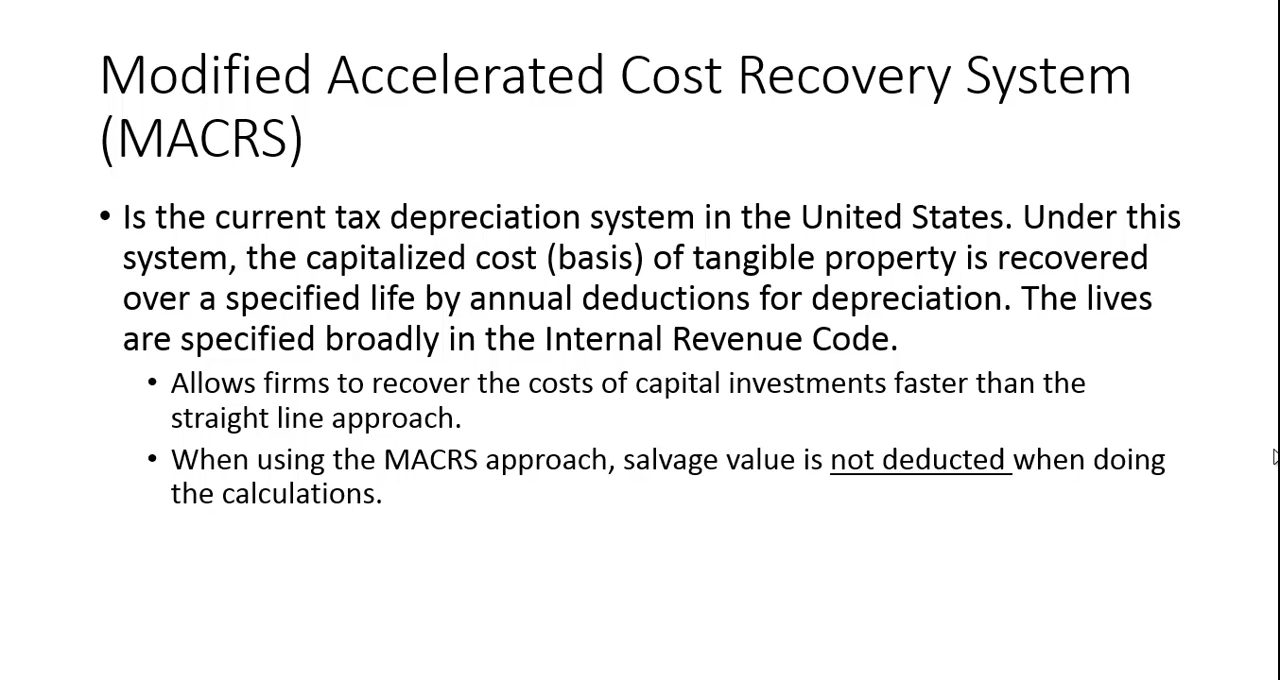 Modified Accelerated Cost Recovery System
(MACRS)
• Is the current tax depreciation system in the United States. Under this
system, the capitalized cost (basis) of tangible property is recovered
over a specified life by annual deductions for depreciation. The lives
are specified broadly in the Internal Revenue Code.
• Allows firms to recover the costs of capital investments faster than the
straight line approach.
• When using the MACRS approach, salvage value is not deducted when doing
the calculations.